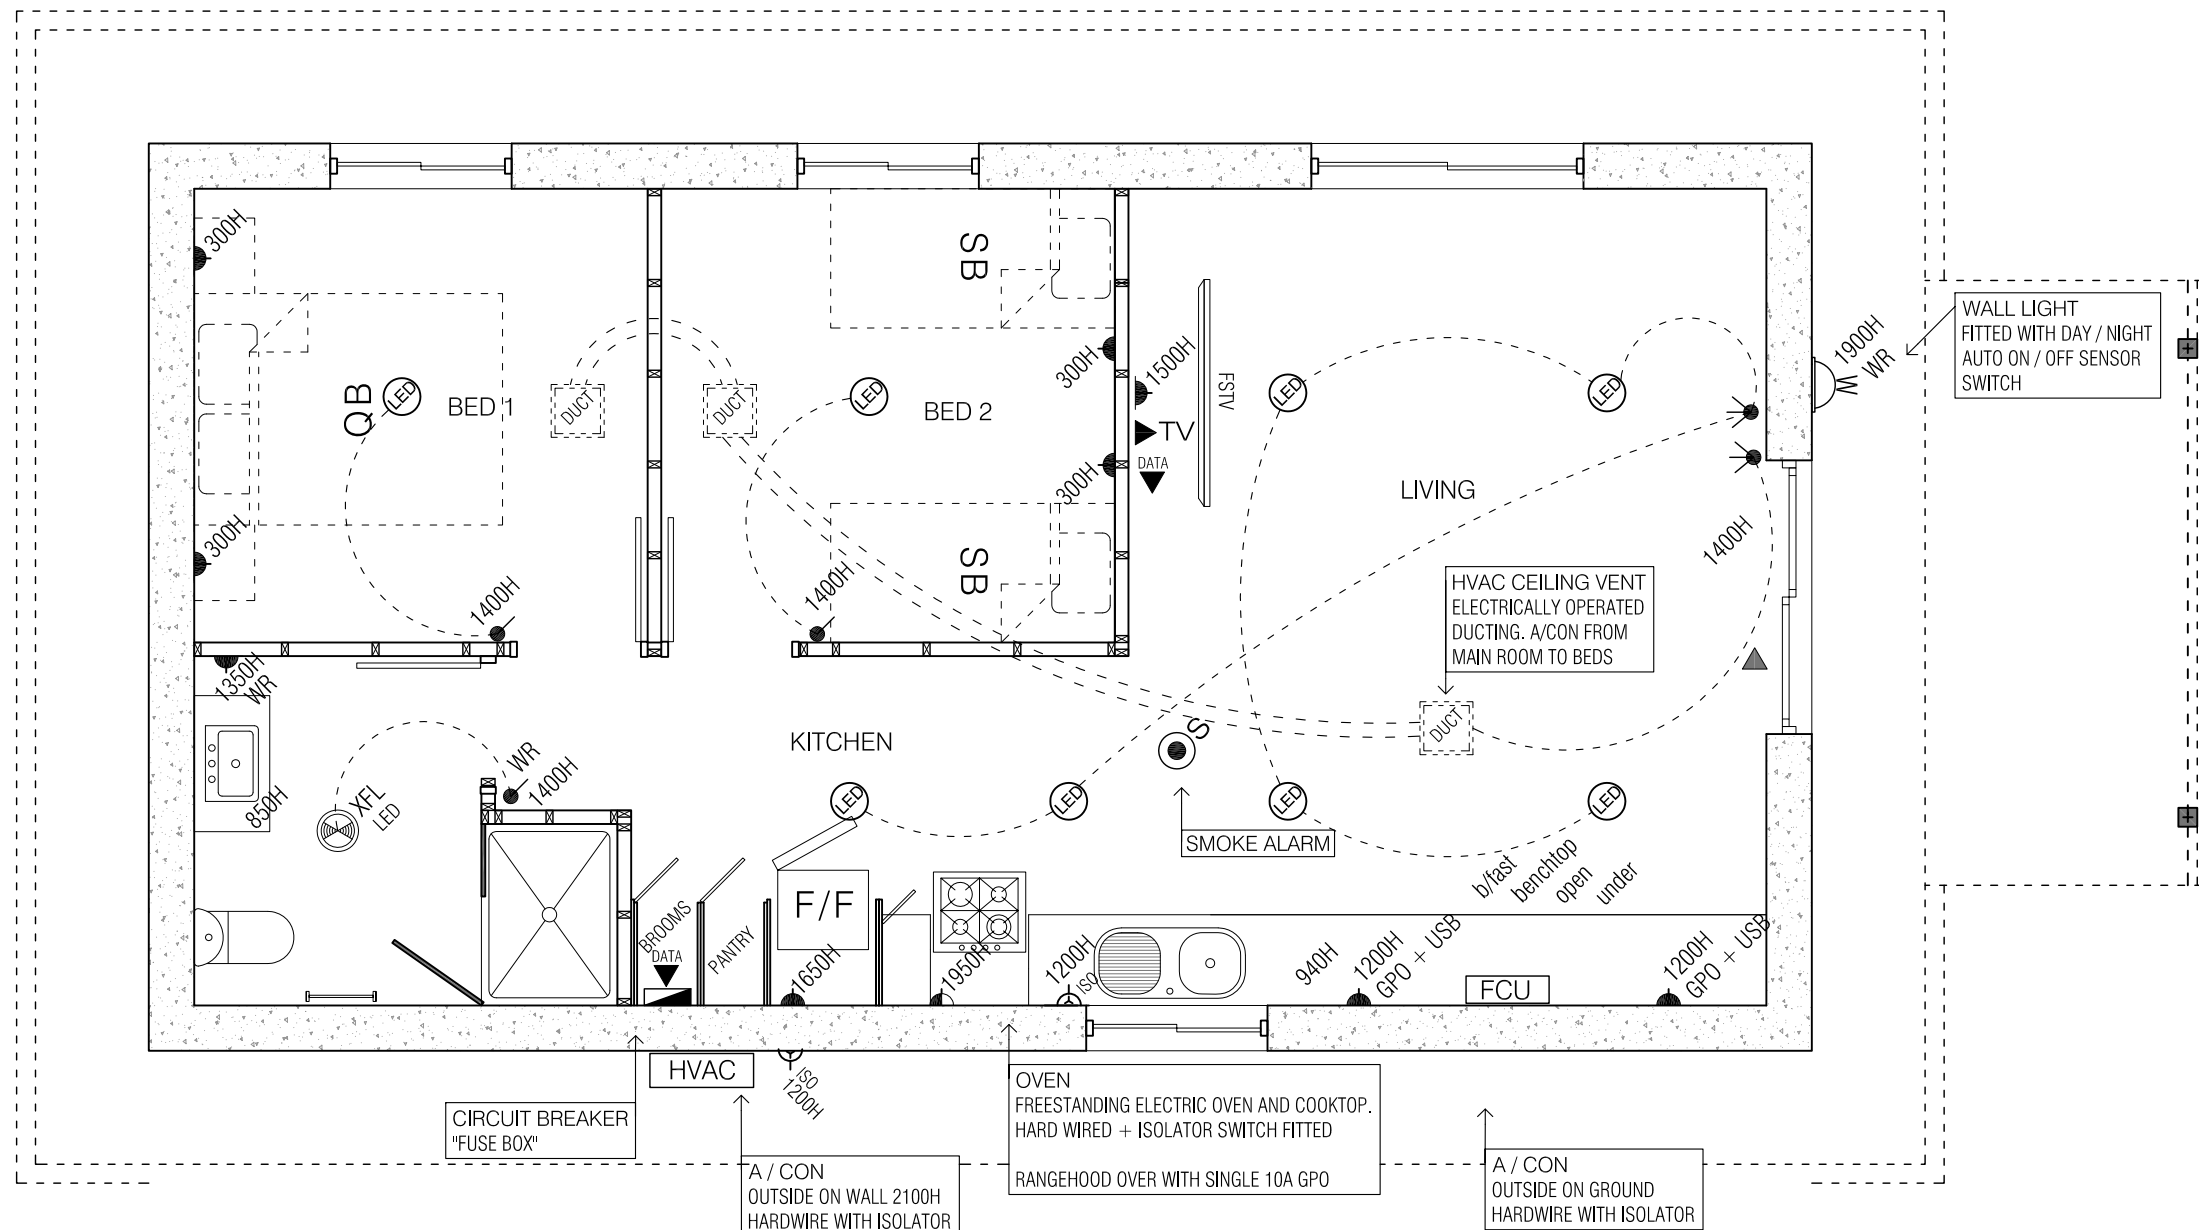 WALL LIGHT
FITTED WITH DAY / NIGHT
AUTO ON / OFF SENSOR
SWITCH
1900H
WR
300H
SB
300H
1500H
FSTV
QB
LED
BED 1
DUCT
DUCT
LED
BED 2
LED
LED
TV
DATA
300H
LIVING
300H
SB
1400H
1400H
1400H
HVAC CEILING VENT
ELECTRICALLY OPERATED
DUCTING. A/CON FROM
MAIN ROOM TO BEDS
1350H
WR
DUCT
S
KITCHEN
WR
1400H
850H
XFL
LED
LED
LED
LED
LED
SMOKE ALARM
b/fast
benchtop
open
under
F/F
BROOMS
DATA
PANTRY
1650H
1950H
1200H
ISO
940H
1200H
GPO + USB
FCU
1200H
GPO + USB
HVAC
ISO
1200H
CIRCUIT BREAKER
"FUSE BOX"
OVEN
FREESTANDING ELECTRIC OVEN AND COOKTOP.
HARD WIRED + ISOLATOR SWITCH FITTED
RANGEHOOD OVER WITH SINGLE 10A GPO
A / CON
OUTSIDE ON WALL 2100H
HARDWIRE WITH ISOLATOR
A / CON
OUTSIDE ON GROUND
HARDWIRE WITH ISOLATOR